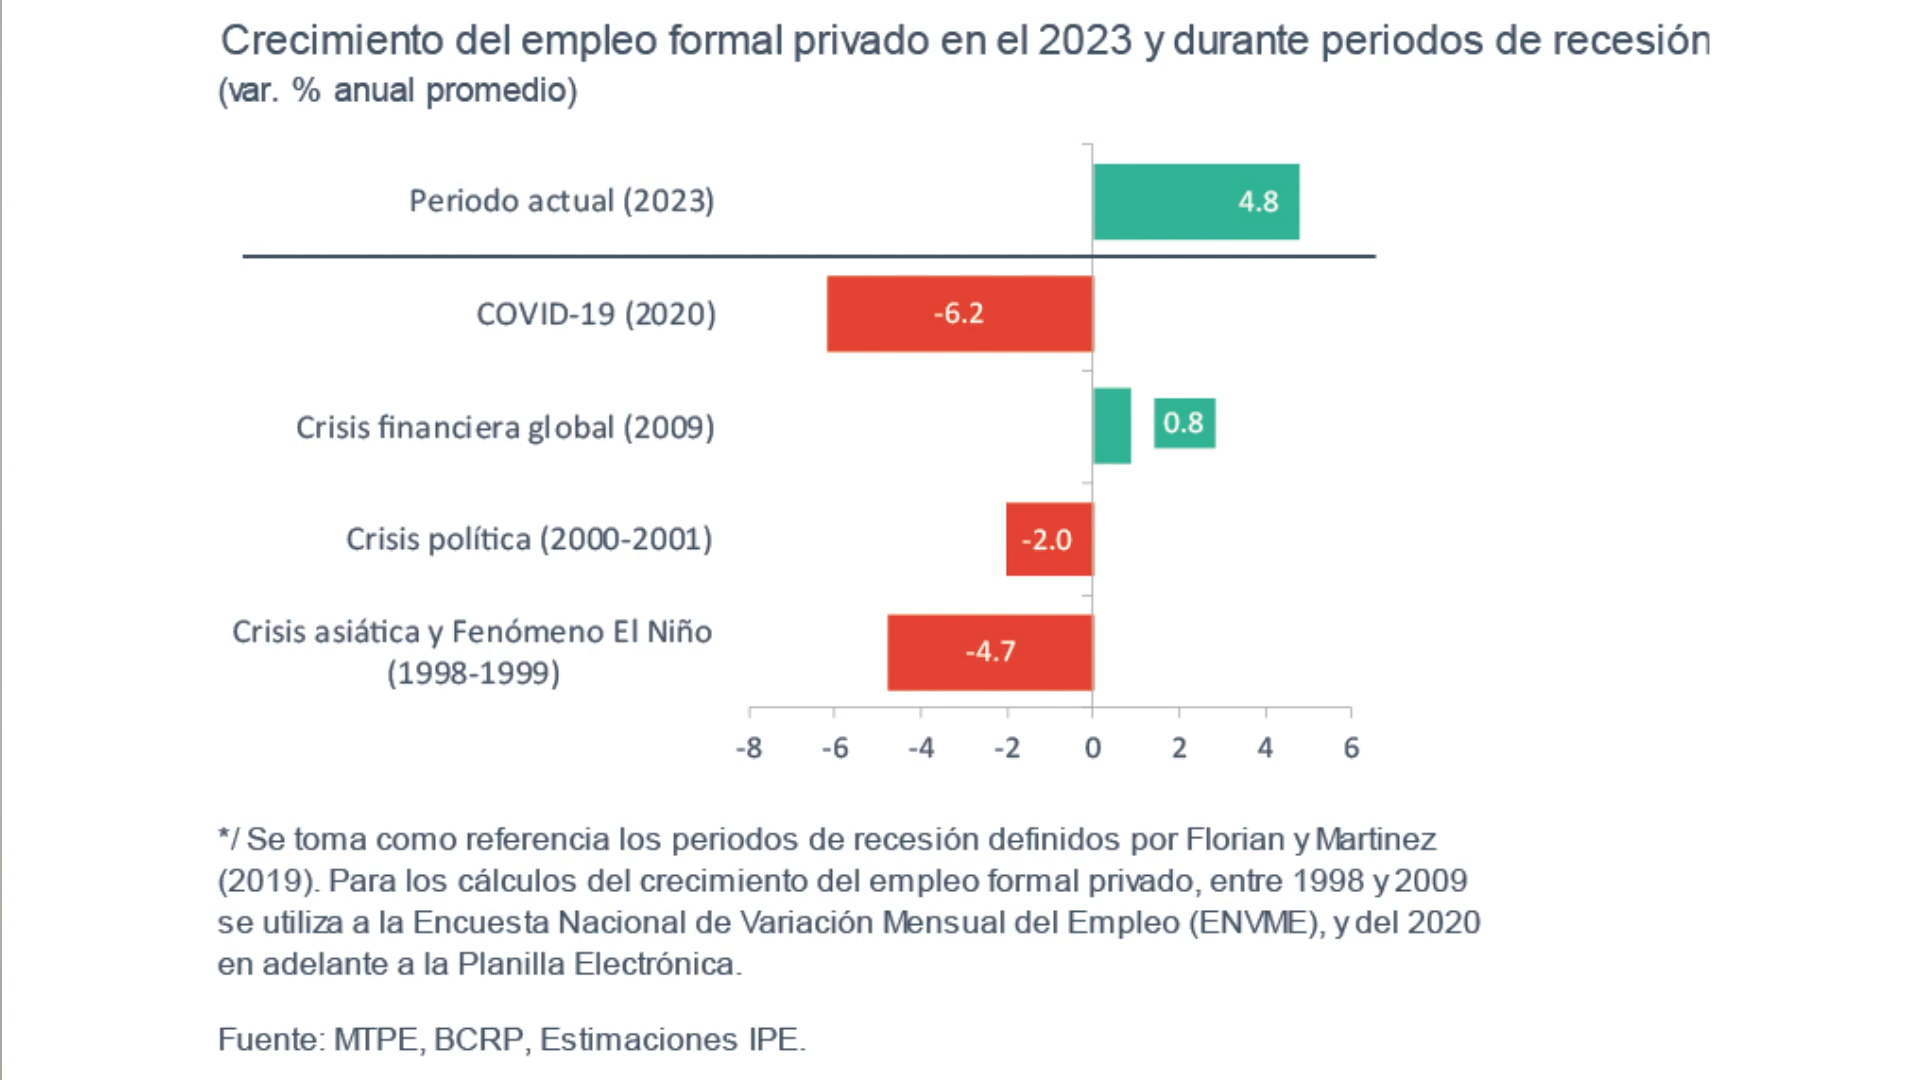 Crecimiento del empleo formal privado en el 2023 y durante periodos de recesión
(var. % anual promedio)
Periodo actual (2023)
4.8
COVID-19 (2020)
-6.2
Crisis financiera global (2009)
0.8
Crisis política (2000-2001)
-2.0
Crisis asiática y Fenómeno El Niño
(1998-1999)
-4.7
-8 -6 -4 -2 0 2 4 6
*/ Se toma como referencia los periodos de recesión definidos por Florian y Martinez
(2019). Para los cálculos del crecimiento del empleo formal privado, entre 1998 y 2009
se utiliza a la Encuesta Nacional de Variación Mensual del Empleo (ENVME), y del 2020
en adelante a la Planilla Electrónica.
Fuente: MTPE, BCRP, Estimaciones IPE.